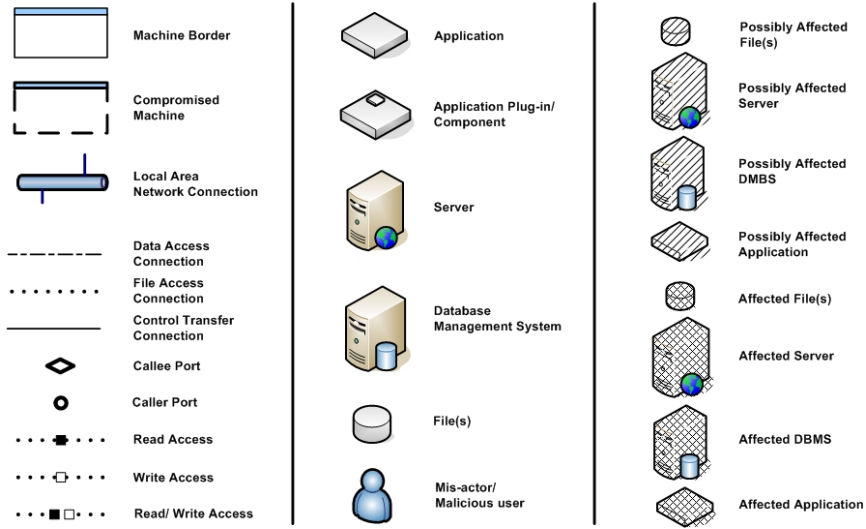 Machine Border
Compromised
Machine
Local Area
Network Connection
Data Access
Connection
File Access
Connection
Control Transfer
Connection
Callee Port
Caller Port
Read Access
Write Access
Read/ Write Access
Application
Application Plug-in/
Component
Server
Database
Management System
File(s)
Mis-actor/
Malicious user
Possibly Affected
File(s)
Possibly Affected
Server
Possibly Affected
DMBS
Possibly Affected
Application
Affected File(s)
Affected Server
Affected DBMS
Affected Application